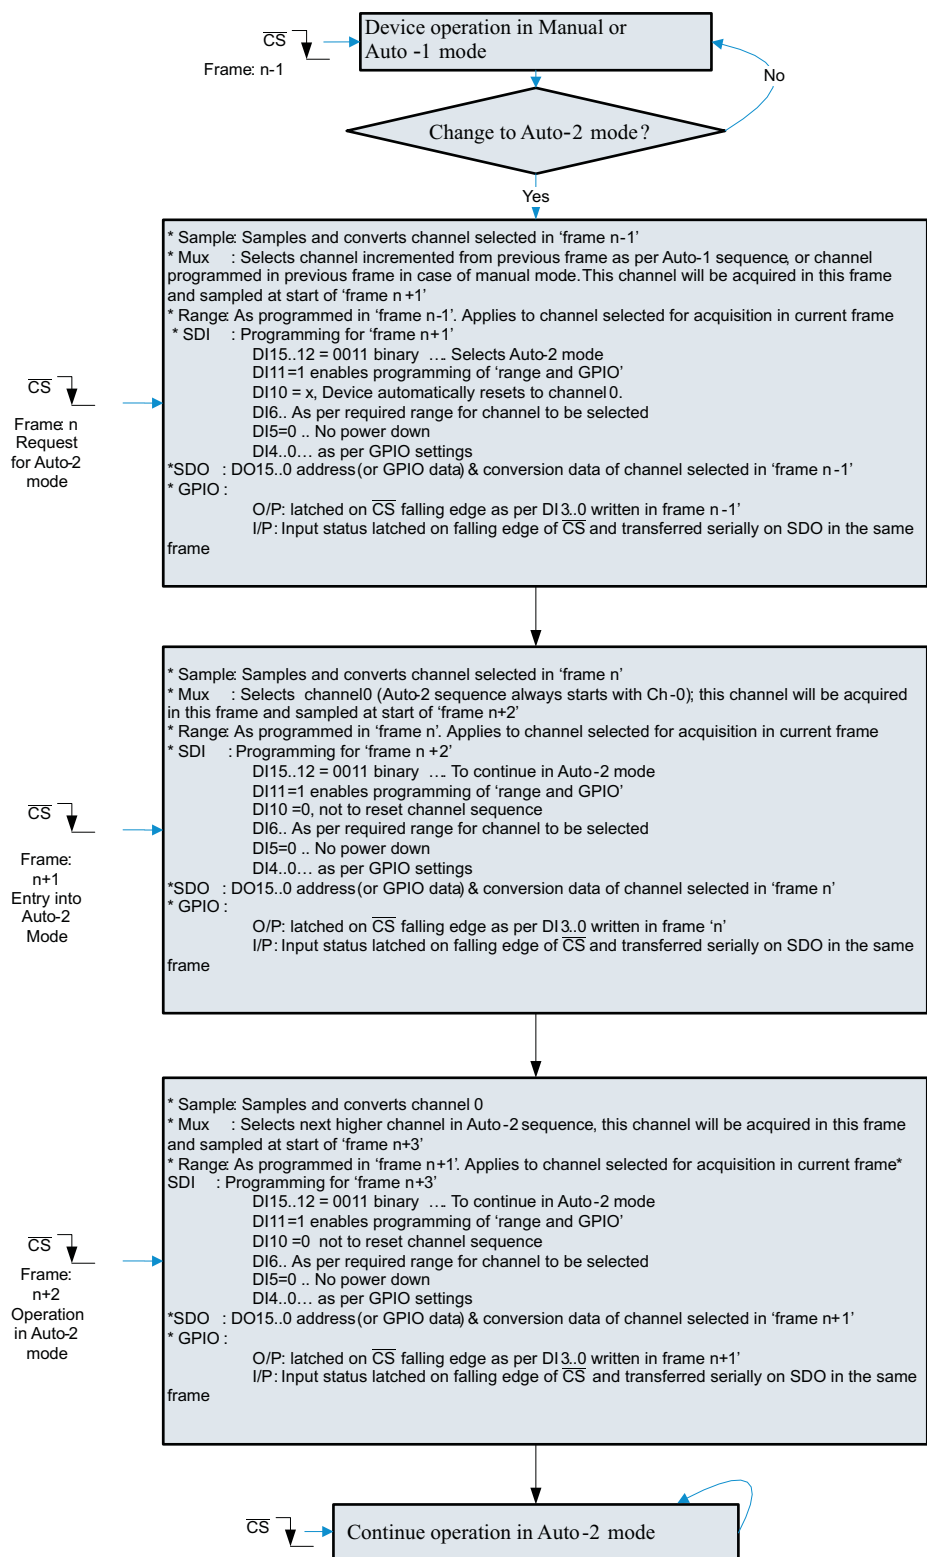 Device operation in Manual or
Auto -1 mode
CS
Frame: n-1
No
Change to Auto-2 mode?
Yes
* Sample: Samples and converts channel selected in ‘frame n-1’
* Mux : Selects channel incremented from previous frame as per Auto-1 sequence, or channel
programmed in previous frame in case of manual mode. This channel will be acquired in this frame
and sampled at start of ‘frame n+1’
* Range: As programmed in ‘frame n-1’. Applies to channel selected for acquisition in current frame
* SDI : Programming for ‘frame n+1’
DI15..12 = 0011 binary …. Selects Auto-2 mode
DI11=1 enables programming of ‘range and GPIO’
DI10 = x, Device automatically resets to channel 0.
DI6.. As per required range for channel to be selected
DI5=0 .. No power down
DI4..0… as per GPIO settings
*SDO : DO15..0 address (or GPIO data) & conversion data of channel selected in ‘frame n-1’
* GPIO :
O/P: latched on CS falling edge as per DI3..0 written in frame n-1’
I/P: Input status latched on falling edge of CS and transferred serially on SDO in the same
frame
CS
Frame: n
Request
for Auto-2
mode
* Sample: Samples and converts channel selected in ‘frame n’
* Mux : Selects channel0 (Auto-2 sequence always starts with Ch-0); this channel will be acquired
in this frame and sampled at start of ‘frame n+2’
* Range: As programmed in ‘frame n’. Applies to channel selected for acquisition in current frame
* SDI : Programming for ‘frame n+2’
DI15..12 = 0011 binary …. To continue in Auto-2 mode
DI11=1 enables programming of ‘range and GPIO’
DI10 =0, not to reset channel sequence
DI6.. As per required range for channel to be selected
DI5=0 .. No power down
DI4..0… as per GPIO settings
*SDO : DO15..0 address (or GPIO data) & conversion data of channel selected in ‘frame n’
* GPIO :
O/P: latched on CS falling edge as per DI3..0 written in frame ‘n’
I/P: Input status latched on falling edge of CS and transferred serially on SDO in the same
frame
CS
Frame:
n+1
Entry into
Auto-2
Mode
* Sample: Samples and converts channel 0
* Mux : Selects next higher channel in Auto-2 sequence, this channel will be acquired in this frame
and sampled at start of ‘frame n+3’
* Range: As programmed in ‘frame n+1’. Applies to channel selected for acquisition in current frame*
SDI : Programming for ‘frame n+3’
DI15..12 = 0011 binary …. To continue in Auto-2 mode
DI11=1 enables programming of ‘range and GPIO’
DI10 =0 not to reset channel sequence
DI6.. As per required range for channel to be selected
DI5=0 .. No power down
DI4..0… as per GPIO settings
*SDO : DO15..0 address (or GPIO data) & conversion data of channel selected in ‘frame n+1’
* GPIO :
O/P: latched on CS falling edge as per DI3..0 written in frame n+1’
I/P: Input status latched on falling edge of CS and transferred serially on SDO in the same
frame
CS
Frame:
n+2
Operation
in Auto-2
mode
CS
Continue operation in Auto-2 mode